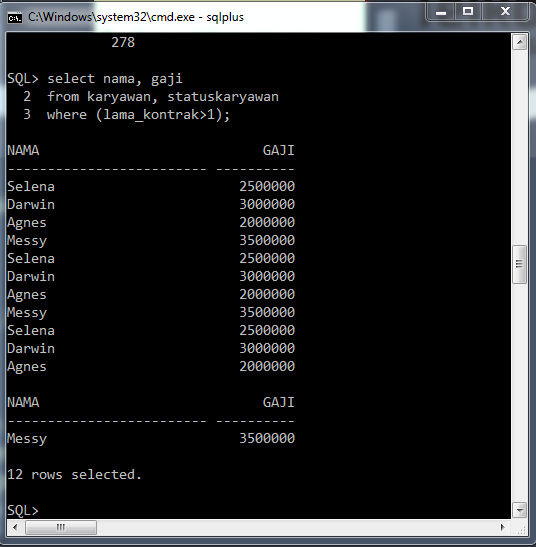 C:\Windows\system32\cmd.exe - sqlplus
278
SQL> select nama, gaji
2 from karyawan, statuskaryawan
3 where (lama_kontrak>1);
NAMA GAJI
------------------------- ----------
Selena 2500000
Darwin 3000000
Agnes 2000000
Messy 3500000
Selena 2500000
Darwin 3000000
Agnes 2000000
Messy 3500000
Selena 2500000
Darwin 3000000
Agnes 2000000
NAMA GAJI
------------------------- ----------
Messy 3500000
12 rows selected.
SQL>